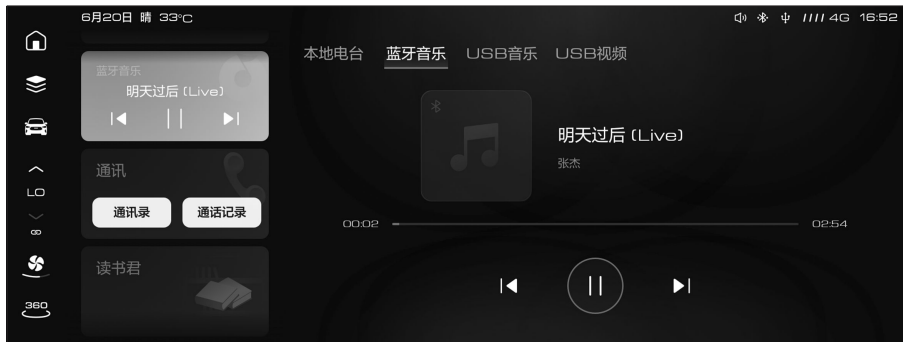 6月20日 晴 33℃
4G 16:52
本地电台 蓝牙音乐 USB音乐 USB视频
蓝牙音乐
明天过后 (Live)
明天过后 (Live)
张杰
LO
通讯
通讯录 通话记录
00:02 02:54
读书君
360